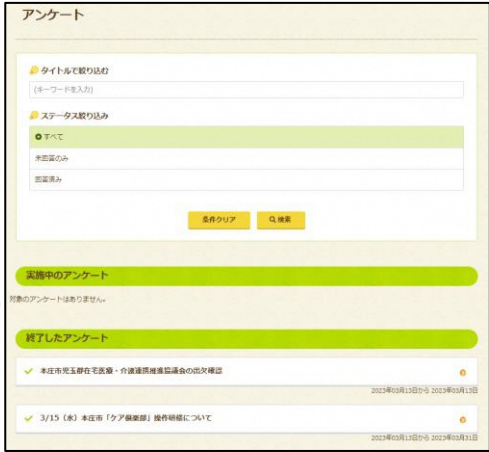 アンケート
タイトルで絞り込む
(キーワードを入力)
ステータス絞り込み
すべて
未回答のみ
回答済み
条件クリア
検索
実施中のアンケート
対象のアンケートはありません。
終了したアンケート
本庄市児玉郡在宅医療・介護連携推進協議会の出欠確認
2023年03月13日から 2023年03月13日
3/15（水）本庄市「ケア倶楽部」操作研修について
2023年03月13日から 2023年03月31日